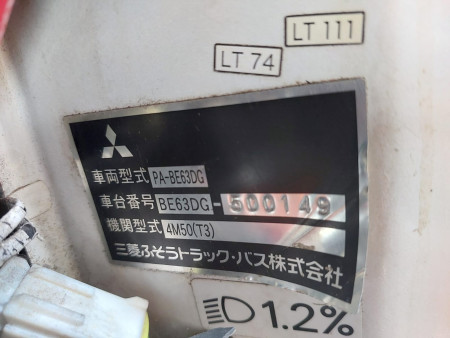 LT 111
LT 74
車両型式 PA-BE63DG
車台番号 BE63DG-500149
機関型式 4M50(T3)
三菱ふそうトラック・バス株式会社
1.2%